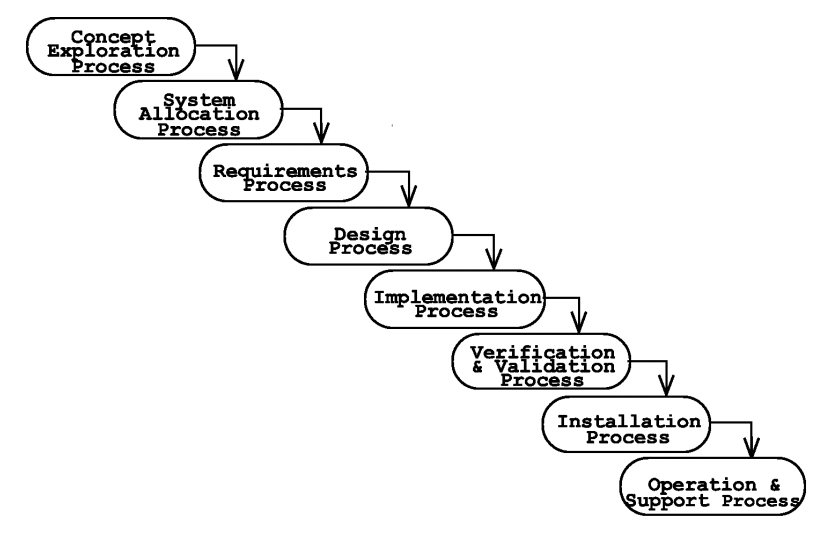 Concept
Exploration
Process
System
Allocation
Process
Requirements
Process
Design
Process
Implementation
Process
Verification
& Validation
Process
Installation
Process
Operation &
Support Process